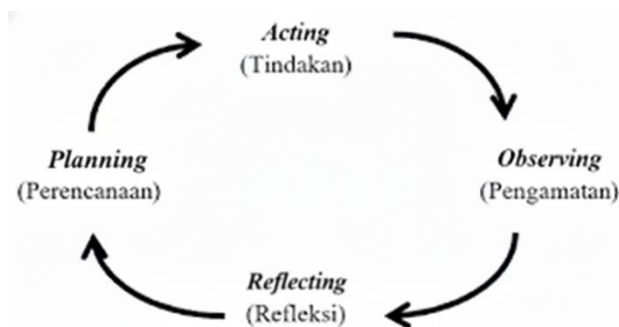 Acting
(Tindakan)
Planning
(Perencanaan)
Observing
(Pengamatan)
Reflecting
(Refleksi)